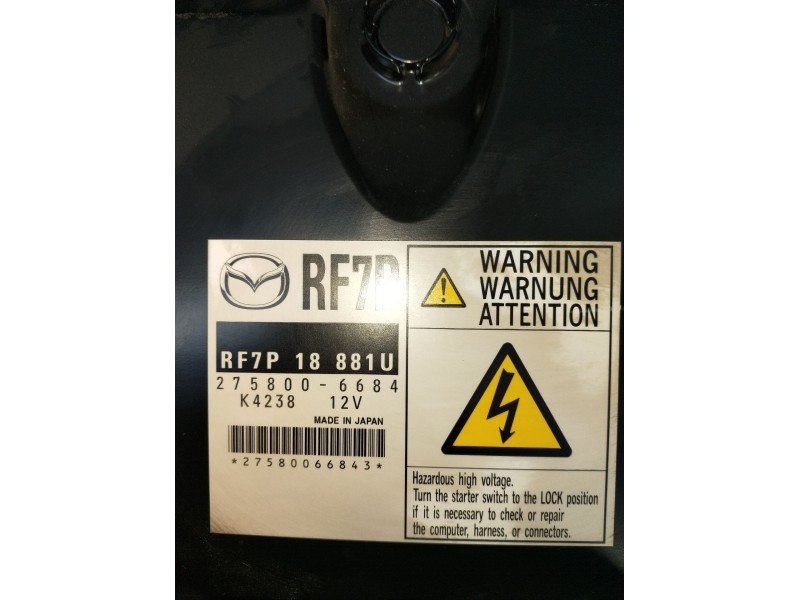 RF7P
RF7P 18 881U
275800-6684
K4238 12V
MADE IN JAPAN
*27580066843*
WARNING
WARNUNG
ATTENTION
Hazardous high voltage.
Turn the starter switch to the LOCK position
if it is necessary to check or repair
the computer, harness, or connectors.